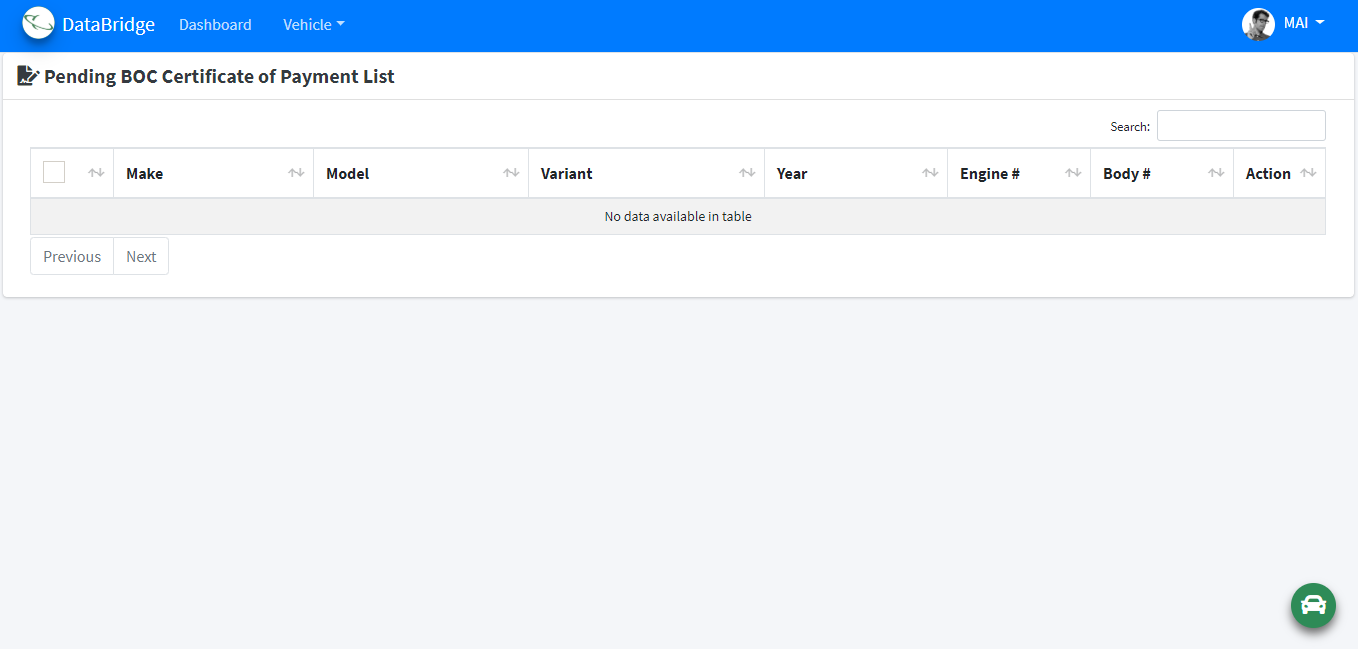 DataBridge Dashboard Vehicle MAI
Pending BOC Certificate of Payment List
Search:
Make Model Variant Year Engine # Body # Action
No data available in table
Previous Next